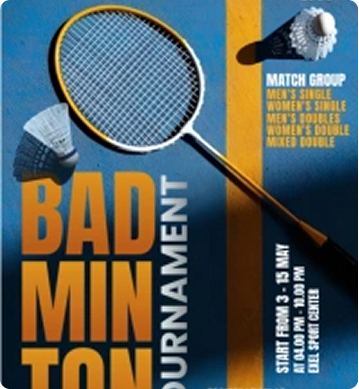 MATCH GROUP
MEN'S SINGLE
WOMEN'S SINGLE
MEN'S DOUBLES
WOMEN'S DOUBLE
MIXED DOUBLE
BAD
MIN
TON
OURNAMENT
START FROM 3 - 15 MAY
AT 04.00 PM - 10.00 PM
EXEL SPORT CENTER